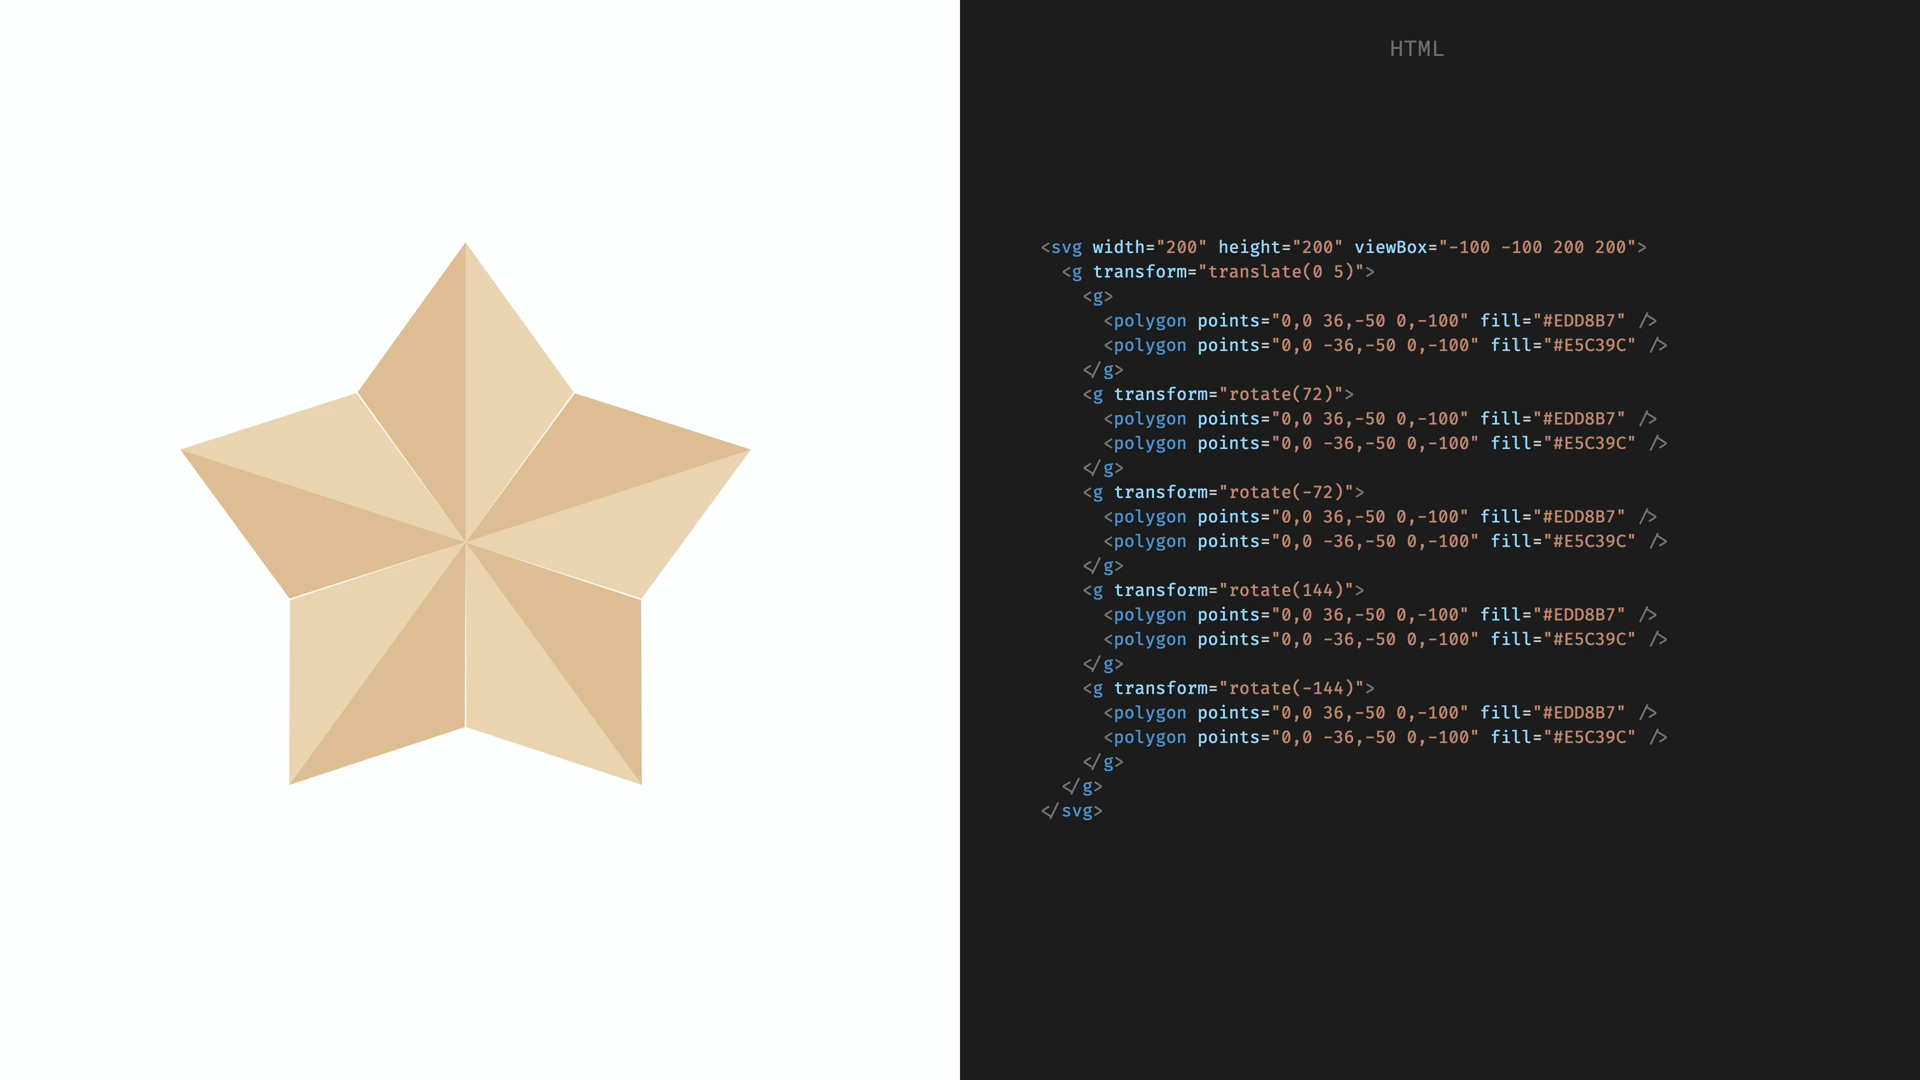 HTML
<svg width="200" height="200" viewBox="-100 -100 200 200">
  <g transform="translate(0 5)">
    <g>
      <polygon points="0,0 36,-50 0,-100" fill="#EDD8B7" />
      <polygon points="0,0 -36,-50 0,-100" fill="#E5C39C" />
    </g>
    <g transform="rotate(72)">
      <polygon points="0,0 36,-50 0,-100" fill="#EDD8B7" />
      <polygon points="0,0 -36,-50 0,-100" fill="#E5C39C" />
    </g>
    <g transform="rotate(-72)">
      <polygon points="0,0 36,-50 0,-100" fill="#EDD8B7" />
      <polygon points="0,0 -36,-50 0,-100" fill="#E5C39C" />
    </g>
    <g transform="rotate(144)">
      <polygon points="0,0 36,-50 0,-100" fill="#EDD8B7" />
      <polygon points="0,0 -36,-50 0,-100" fill="#E5C39C" />
    </g>
    <g transform="rotate(-144)">
      <polygon points="0,0 36,-50 0,-100" fill="#EDD8B7" />
      <polygon points="0,0 -36,-50 0,-100" fill="#E5C39C" />
    </g>
  </g>
</svg>